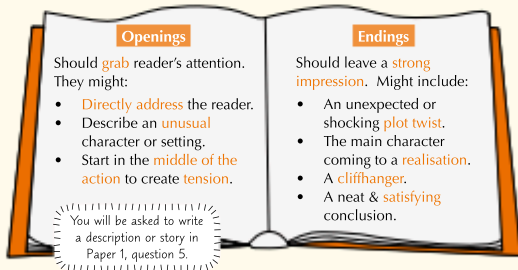 Openings
Should grab reader's attention.
They might:
• Directly address the reader.
• Describe an unusual
character or setting.
• Start in the middle of the
action to create tension.
You will be asked to write
a description or story in
Paper 1, question 5.
Endings
Should leave a strong
impression. Might include:
• An unexpected or
shocking plot twist.
• The main character
coming to a realisation.
• A cliffhanger.
• A neat & satisfying
conclusion.